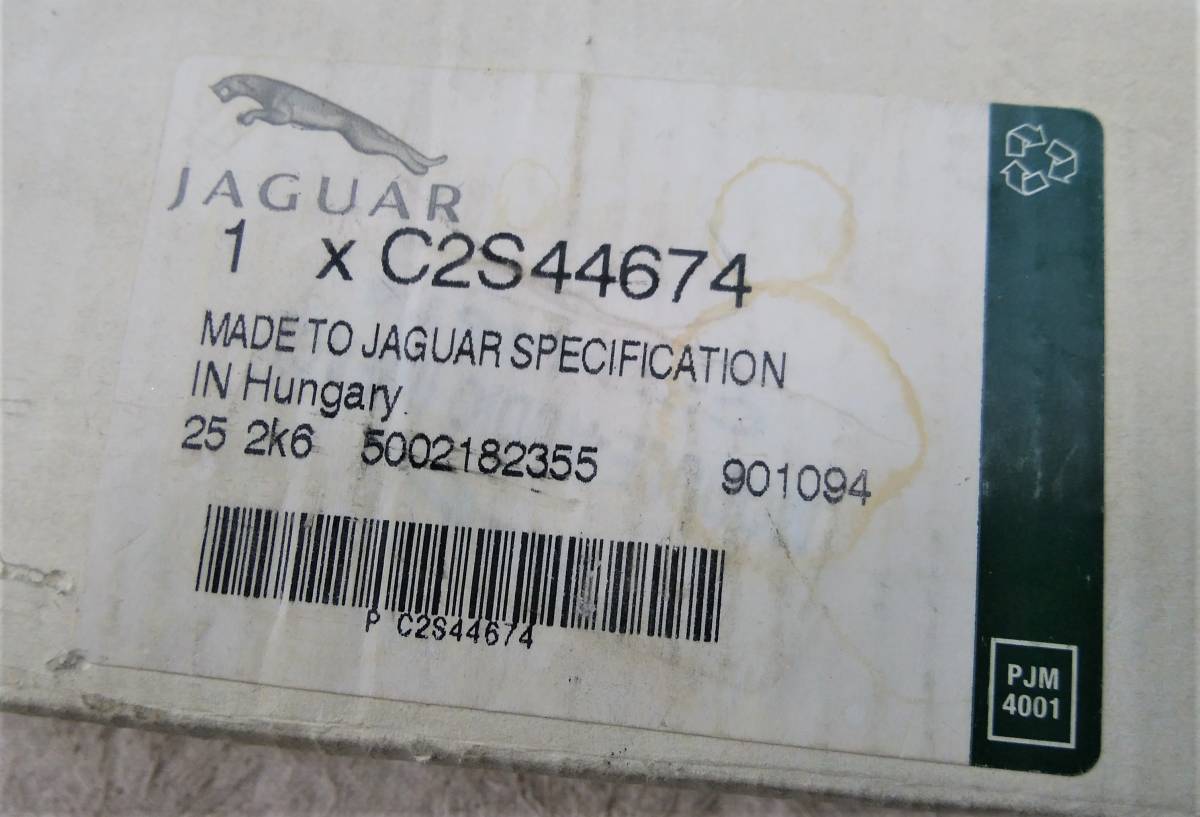 JAGUAR
1 x C2S44674
MADE TO JAGUAR SPECIFICATION
IN Hungary
25 2k6 5002182355 901094
P C2S44674
PJM
4001